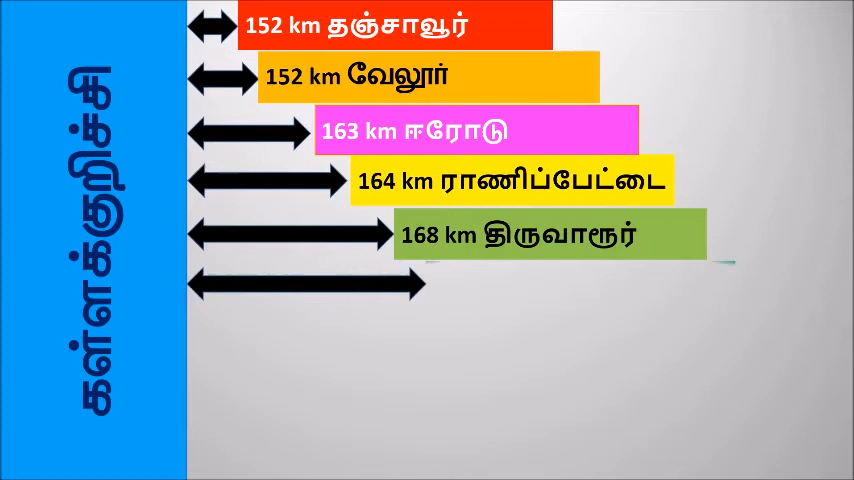 கள்ளக்குறிச்சி
152 km தஞ்சாவூர்
152 km வேலூர்
163 km ஈரோடு
164 km ராணிப்பேட்டை
168 km திருவாரூர்